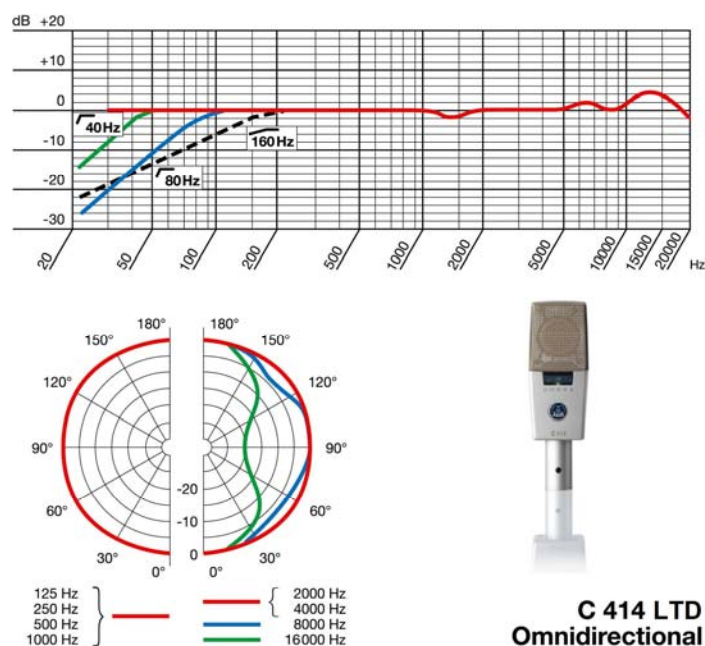 dB +20
+10
0
-10
-20
-30
40Hz
80Hz
160Hz
20 50 100 200 500 1000 2000 5000 10000 15000 20000 Hz
180° 180°
150° 150°
120° 120°
90° 90°
60° 60°
30° 30°
0° 0°
-20
-10
0
125 Hz
250 Hz
500 Hz
1000 Hz
2000 Hz
4000 Hz
8000 Hz
16000 Hz
C 414 LTD
Omnidirectional